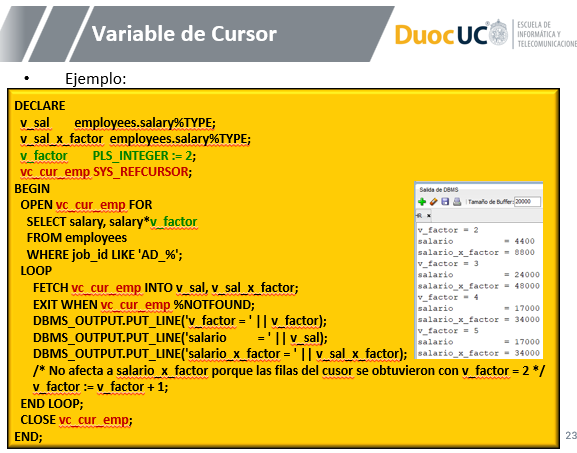 Variable de Cursor
DuocUC
ESCUELA DE
INFORMÁTICA Y
TELECOMUNICACIONE
• Ejemplo:
DECLARE
v_sal employees.salary%TYPE;
v_sal_x_factor employees.salary%TYPE;
v_factor PLS_INTEGER := 2;
vc_cur_emp SYS_REFCURSOR;
BEGIN
OPEN vc_cur_emp FOR
SELECT salary, salary*v_factor
FROM employees
WHERE job_id LIKE 'AD_%';
LOOP
FETCH vc_cur_emp INTO v_sal, v_sal_x_factor;
EXIT WHEN vc_cur_emp %NOTFOUND;
DBMS_OUTPUT.PUT_LINE('v_factor = ' || v_factor);
DBMS_OUTPUT.PUT_LINE('salario = ' || v_sal);
DBMS_OUTPUT.PUT_LINE('salario_x_factor = ' || v_sal_x_factor);
/* No afecta a salario_x_factor porque las filas del cusor se obtuvieron con v_factor = 2 */
v_factor := v_factor + 1;
END LOOP;
CLOSE vc_cur_emp;
END;
Salida de DBMS
Tamaño de Buffer: 20000
HR ×
v_factor = 2
salario = 4400
salario_x_factor = 8800
v_factor = 3
salario = 24000
salario_x_factor = 48000
v_factor = 4
salario = 17000
salario_x_factor = 34000
v_factor = 5
salario = 17000
salario_x_factor = 34000
23